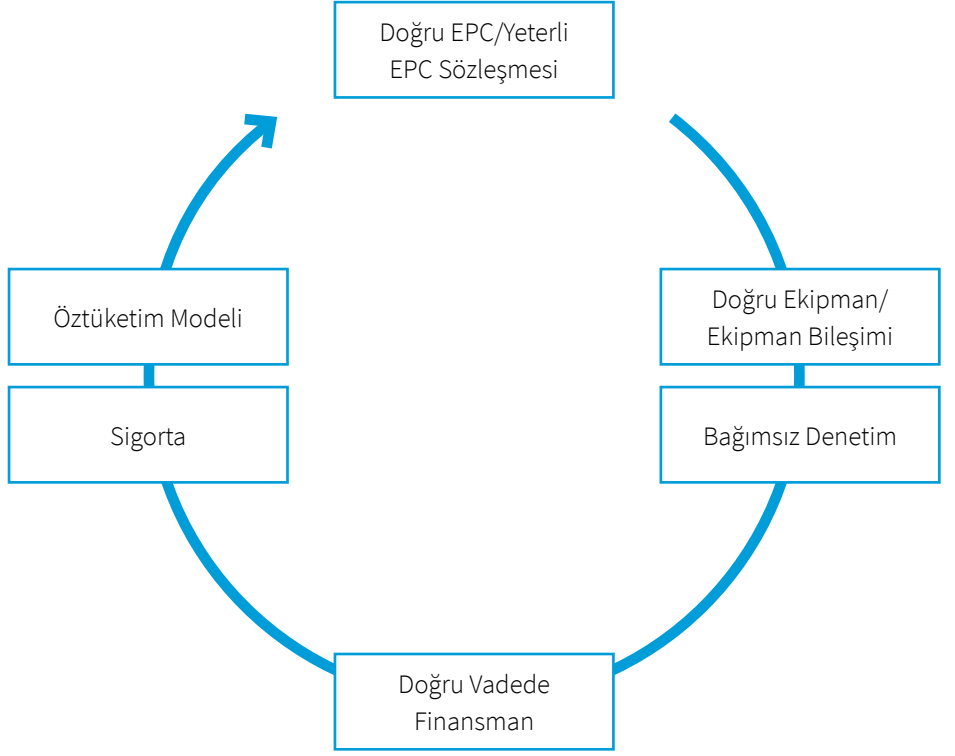 Doğru EPC/Yeterli
EPC Sözleşmesi
Doğru Ekipman/
Ekipman Bileşimi
Bağımsız Denetim
Doğru Vadede
Finansman
Sigorta
Öztüketim Modeli